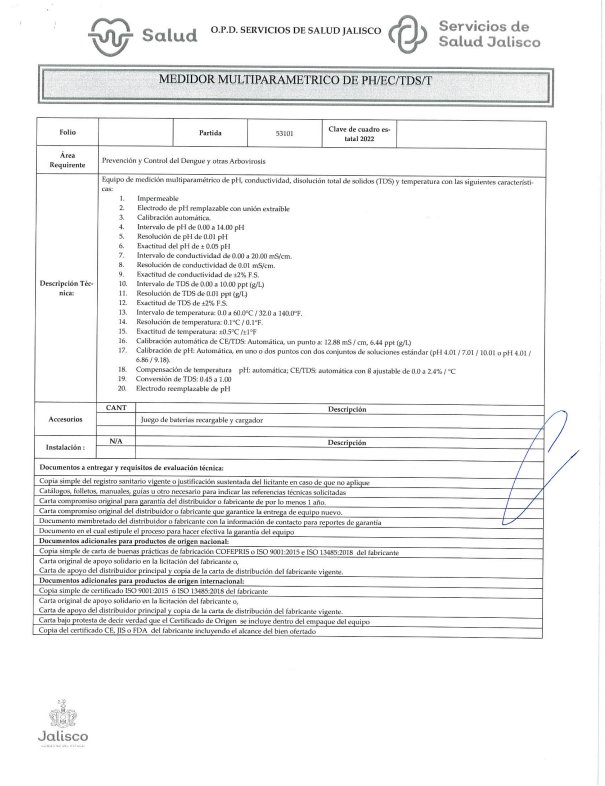 Salud
O.P.D. SERVICIOS DE SALUD JALISCO
Servicios de
Salud Jalisco
MEDIDOR MULTIPARAMETRICO DE PH/EC/TDS/T
Folio
Partida
53101
Clave de cuadro es-
tatal 2022
Área
Requirente
Prevención y Control del Dengue y otras Arbovirosis
Descripción Téc-
nica:
Equipo de medición multiparamétrico de pH, conductividad, disolución total de solidos (TDS) y temperatura con las siguientes característi-
cas:
1. Impermeable
2. Electrodo de pH remplazable con unión extraible
3. Calibración automática.
4. Intervalo de pH de 0.00 a 14.00 pH
5. Resolución de pH de 0.01 pH
6. Exactitud del pH de ± 0.05 pH
7. Intervalo de conductividad de 0.00 a 20.00 mS/cm.
8. Resolución de conductividad de 0.01 mS/cm.
9. Exactitud de conductividad de ±2% F.S.
10. Intervalo de TDS de 0.00 a 10.00 ppt (g/L)
11. Resolución de TDS de 0.01 ppt (g/L)
12. Exactitud de TDS de ±2% F.S.
13. Intervalo de temperatura: 0.0 a 60.0°C / 32.0 a 140.0°F.
14. Resolución de temperatura: 0.1°C / 0.1°F.
15. Exactitud de temperatura: ±0.5°C /±1°F
16. Calibración automática de CE/TDS: Automática, un punto a: 12.88 mS / cm, 6.44 ppt (g/L)
17. Calibración de pH: Automática, en uno o dos puntos con dos conjuntos de soluciones estándar (pH 4.01 / 7.01 / 10.01 o pH 4.01 /
6.86 / 9.18).
18. Compensación de temperatura pH: automática; CE/TDS: automática con ß ajustable de 0.0 a 2.4% / °C
19. Conversión de TDS: 0.45 a 1.00
20. Electrodo reemplazable de pH
Accesorios
CANT
Descripción
Juego de baterías recargable y cargador
Instalación :
N/A
Descripción
Documentos a entregar y requisitos de evaluación técnica:
Copia simple del registro sanitario vigente o justificación sustentada del licitante en caso de que no aplique
Catálogos, folletos, manuales, guías u otro necesario para indicar las referencias técnicas solicitadas
Carta compromiso original para garantía del distribuidor o fabricante de por lo menos 1 año.
Carta compromiso original del distribuidor o fabricante que garantice la entrega de equipo nuevo.
Documento membretado del distribuidor o fabricante con la información de contacto para reportes de garantía
Documento en el cual estipule el proceso para hacer efectiva la garantía del equipo
Documentos adicionales para productos de origen nacional:
Copia simple de carta de buenas prácticas de fabricación COFEPRIS o ISO 9001:2015 e ISO 13485:2018 del fabricante
Carta original de apoyo solidario en la licitación del fabricante o,
Carta de apoyo del distribuidor principal y copia de la carta de distribución del fabricante vigente.
Documentos adicionales para productos de origen internacional:
Copia simple de certificado ISO 9001:2015 ó ISO 13485:2018 del fabricante
Carta original de apoyo solidario en la licitación del fabricante o,
Carta de apoyo del distribuidor principal y copia de la carta de distribución del fabricante vigente.
Carta bajo protesta de decir verdad que el Certificado de Origen se incluye dentro del empaque del equipo
Copia del certificado CE, JIS o FDA del fabricante incluyendo el alcance del bien ofertado
Jalisco